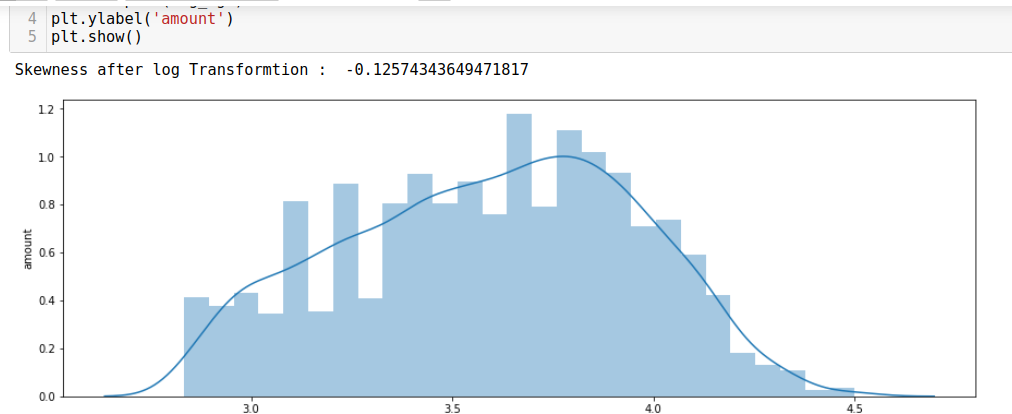 4 plt.ylabel('amount')
5 plt.show()
Skewness after log Transformtion :  -0.12574343649471817
1.2
1.0
0.8
0.6
0.4
0.2
0.0
amount
3.0 3.5 4.0 4.5